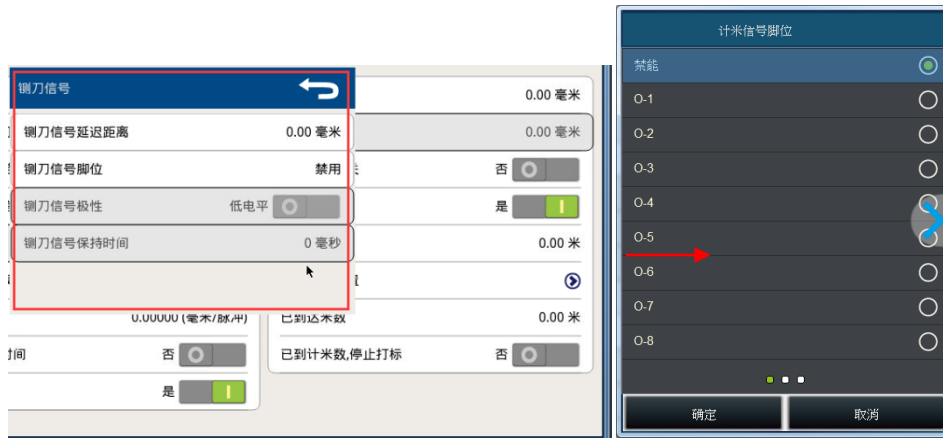 铡刀信号
铡刀信号延迟距离 0.00 毫米
铡刀信号脚位 禁用
铡刀信号极性 低电平
铡刀信号保持时间 0 毫秒
0.00 毫米
0.00 毫米
否
是
0.00 米
0.00000 (毫米/脉冲)
已到达米数 0.00 米
时间 否
已到计米数,停止打标 否
是
计米信号脚位
禁能
O-1
O-2
O-3
O-4
O-5
O-6
O-7
O-8
确定 取消